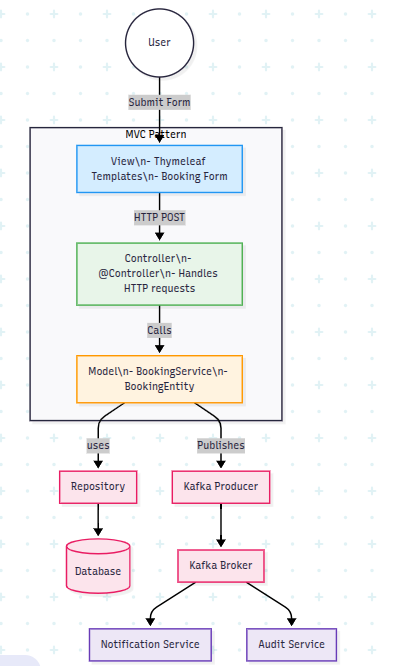 User
Submit Form
MVC Pattern
View\n- Thymeleaf
Templates\n- Booking Form
HTTP POST
Controller\n-
@Controller\n- Handles
HTTP requests
Calls
Model\n- BookingService\n-
BookingEntity
uses
Publishes
Repository
Kafka Producer
Database
Kafka Broker
Notification Service
Audit Service